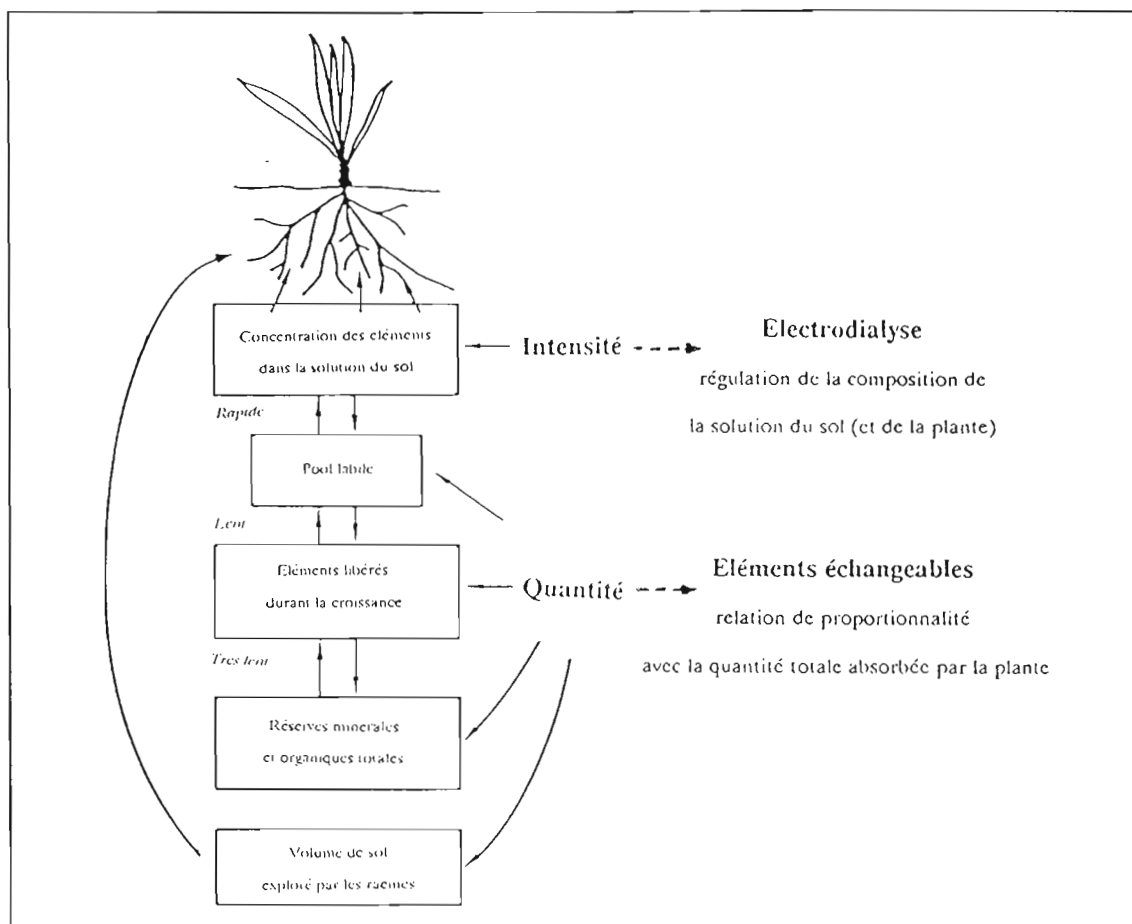 Concentration des eléments
dans la solution du sol
Intensité
Electrodialyse
régulation de la composition de
la solution du sol (et de la plante)
Rapide
Pool labile
Lent
Eléments libérés
durant la croissance
Quantité
Eléments échangeables
relation de proportionnalité
avec la quantité totale absorbée par la plante
Tres lent
Réserves minerales
et organiques totales
Volume de sol
exploré par les racines